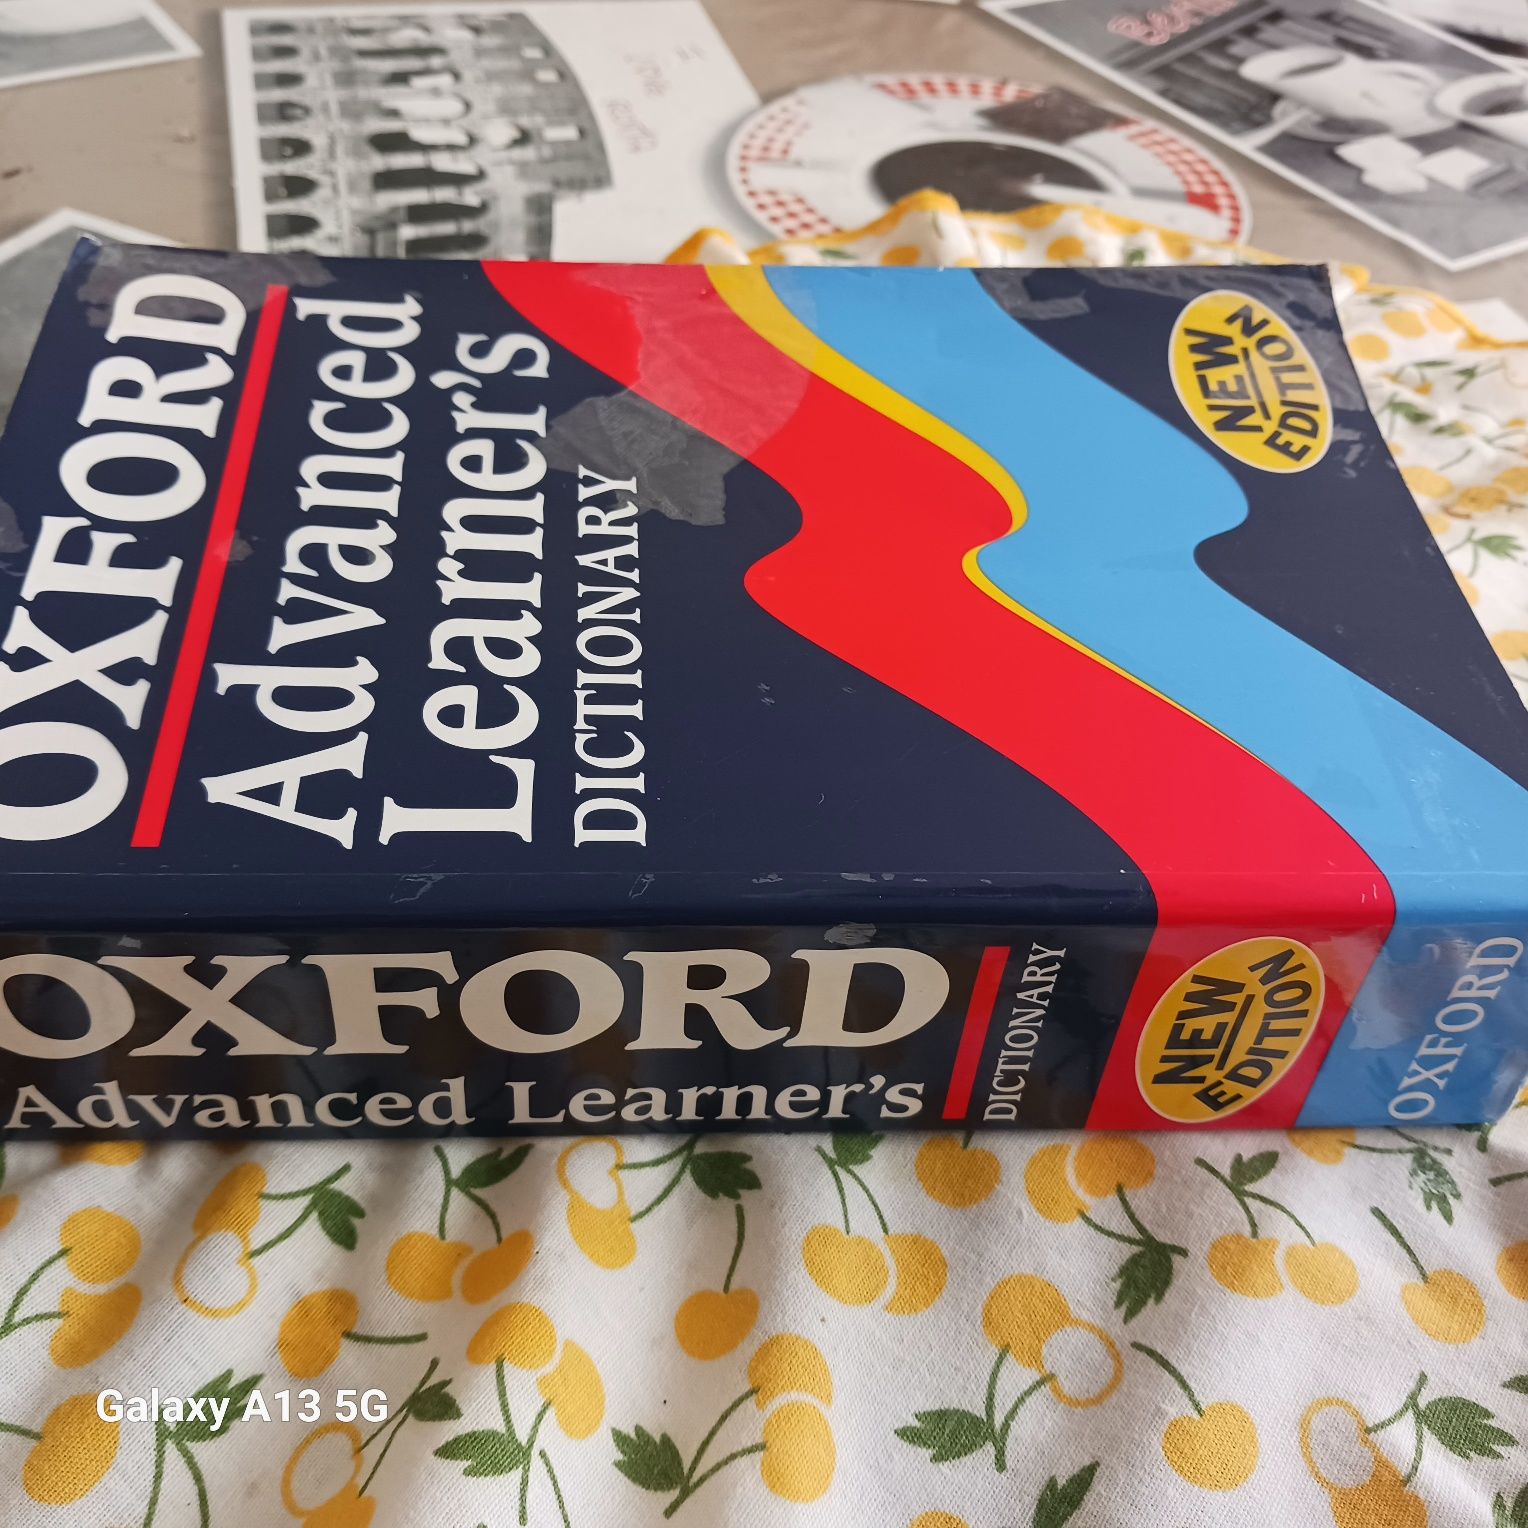 OXFORD
Advanced
Learner's
DICTIONARY
NEW
EDITION
OXFORD
Advanced Learner's
DICTIONARY
NEW
EDITION
OXFORD
Galaxy A13 5G